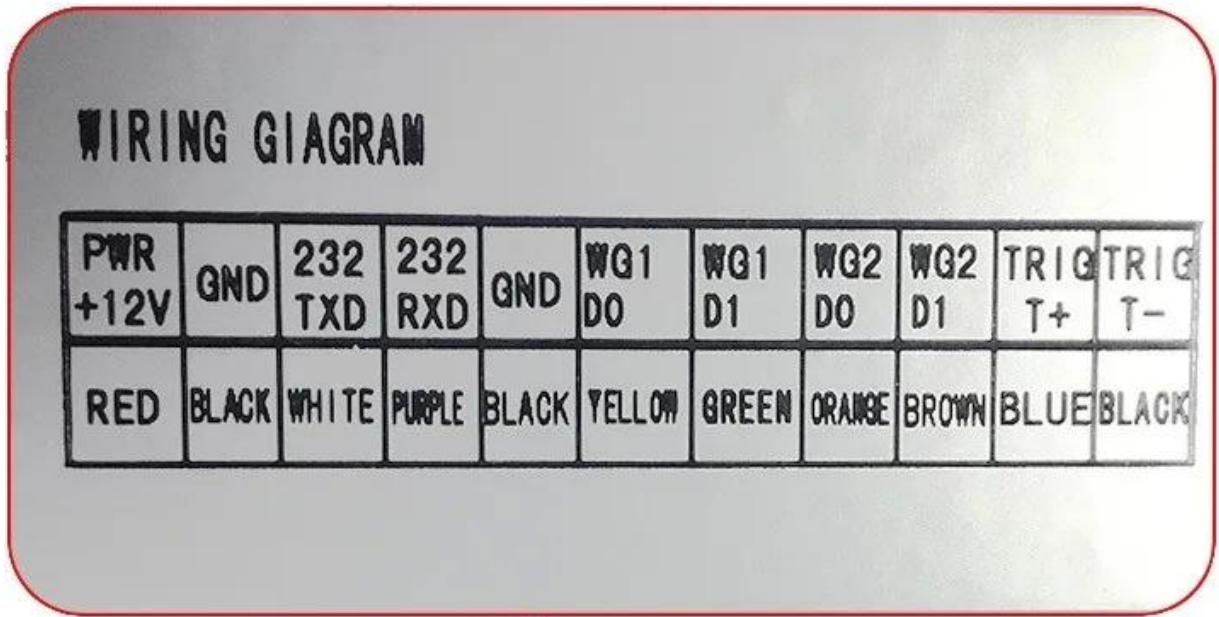 WIRING GIAGRAM
PWR +12V GND 232 TXD 232 RXD GND WG1 D0 WG1 D1 WG2 D0 WG2 D1 TRIG T+ TRIG T-
RED BLACK WHITE PURPLE BLACK YELLOW GREEN ORANGE BROWN BLUE BLACK